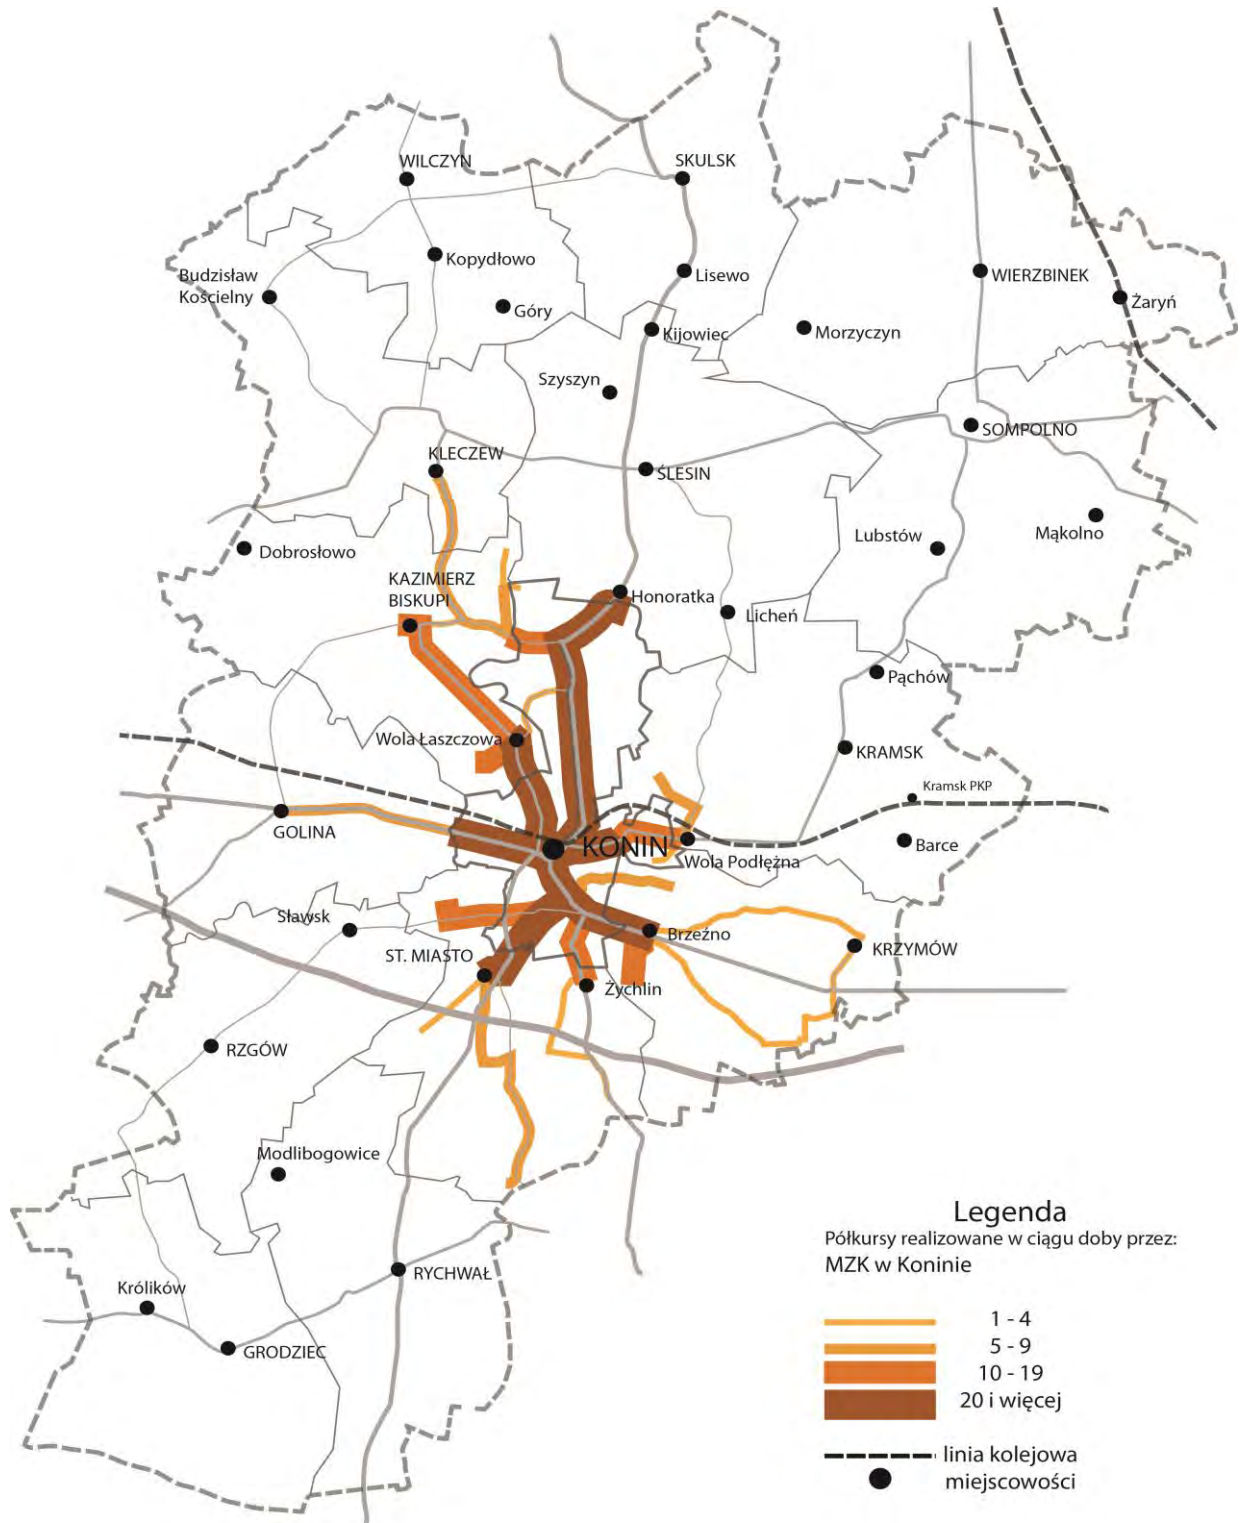 WILCZYN
SKULSK
Kopydłowo
Budzisław
Kościelny
Góry
Lisewo
WIERZBINEK
Żaryń
Kijowiec
Morzyczyn
Szyszyn
SOMPOLNO
KLECZEW
ŚLESIN
Mąkolno
Lubstów
Dobrosłowo
KAZIMIERZ
BISKUPI
Honoratka
Licheń
Pąchów
Wola Łaszczowa
KRAMSK
Kramsk PKP
GOLINA
KONIN
Wola Podłężna
Barce
Sławsk
Brzeźno
KRZYMÓW
ST. MIASTO
Żychlin
RZGÓW
Modlibogowice
RYCHWAŁ
Królików
GRODZIEC
Legenda
Półkursy realizowane w ciągu doby przez:
MZK w Koninie
1 - 4
5 - 9
10 - 19
20 i więcej
linia kolejowa
miejscowości